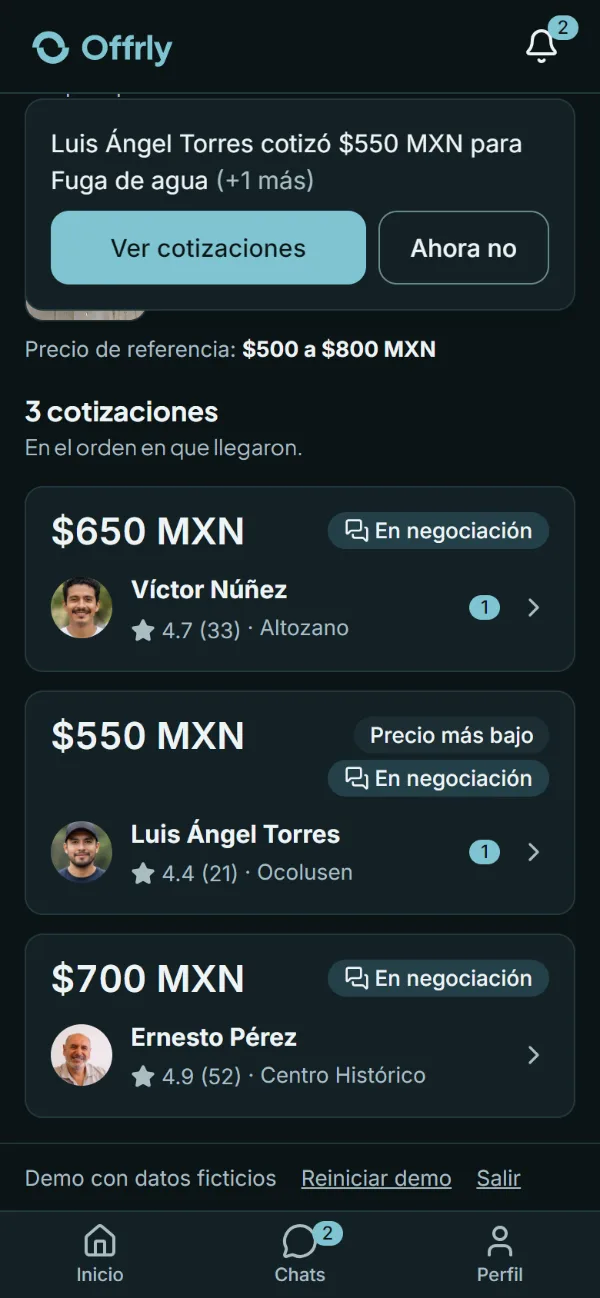 Offrly
2
Luis Ángel Torres cotizó $550 MXN para
Fuga de agua (+1 más)
Ver cotizaciones
Ahora no
Precio de referencia: $500 a $800 MXN
3 cotizaciones
En el orden en que llegaron.
$650 MXN
En negociación
Víctor Núñez
4.7 (33) · Altozano
1
$550 MXN
Precio más bajo
En negociación
Luis Ángel Torres
4.4 (21) · Ocolusen
1
$700 MXN
En negociación
Ernesto Pérez
4.9 (52) · Centro Histórico
Demo con datos ficticios
Reiniciar demo
Salir
2
Inicio
Chats
Perfil